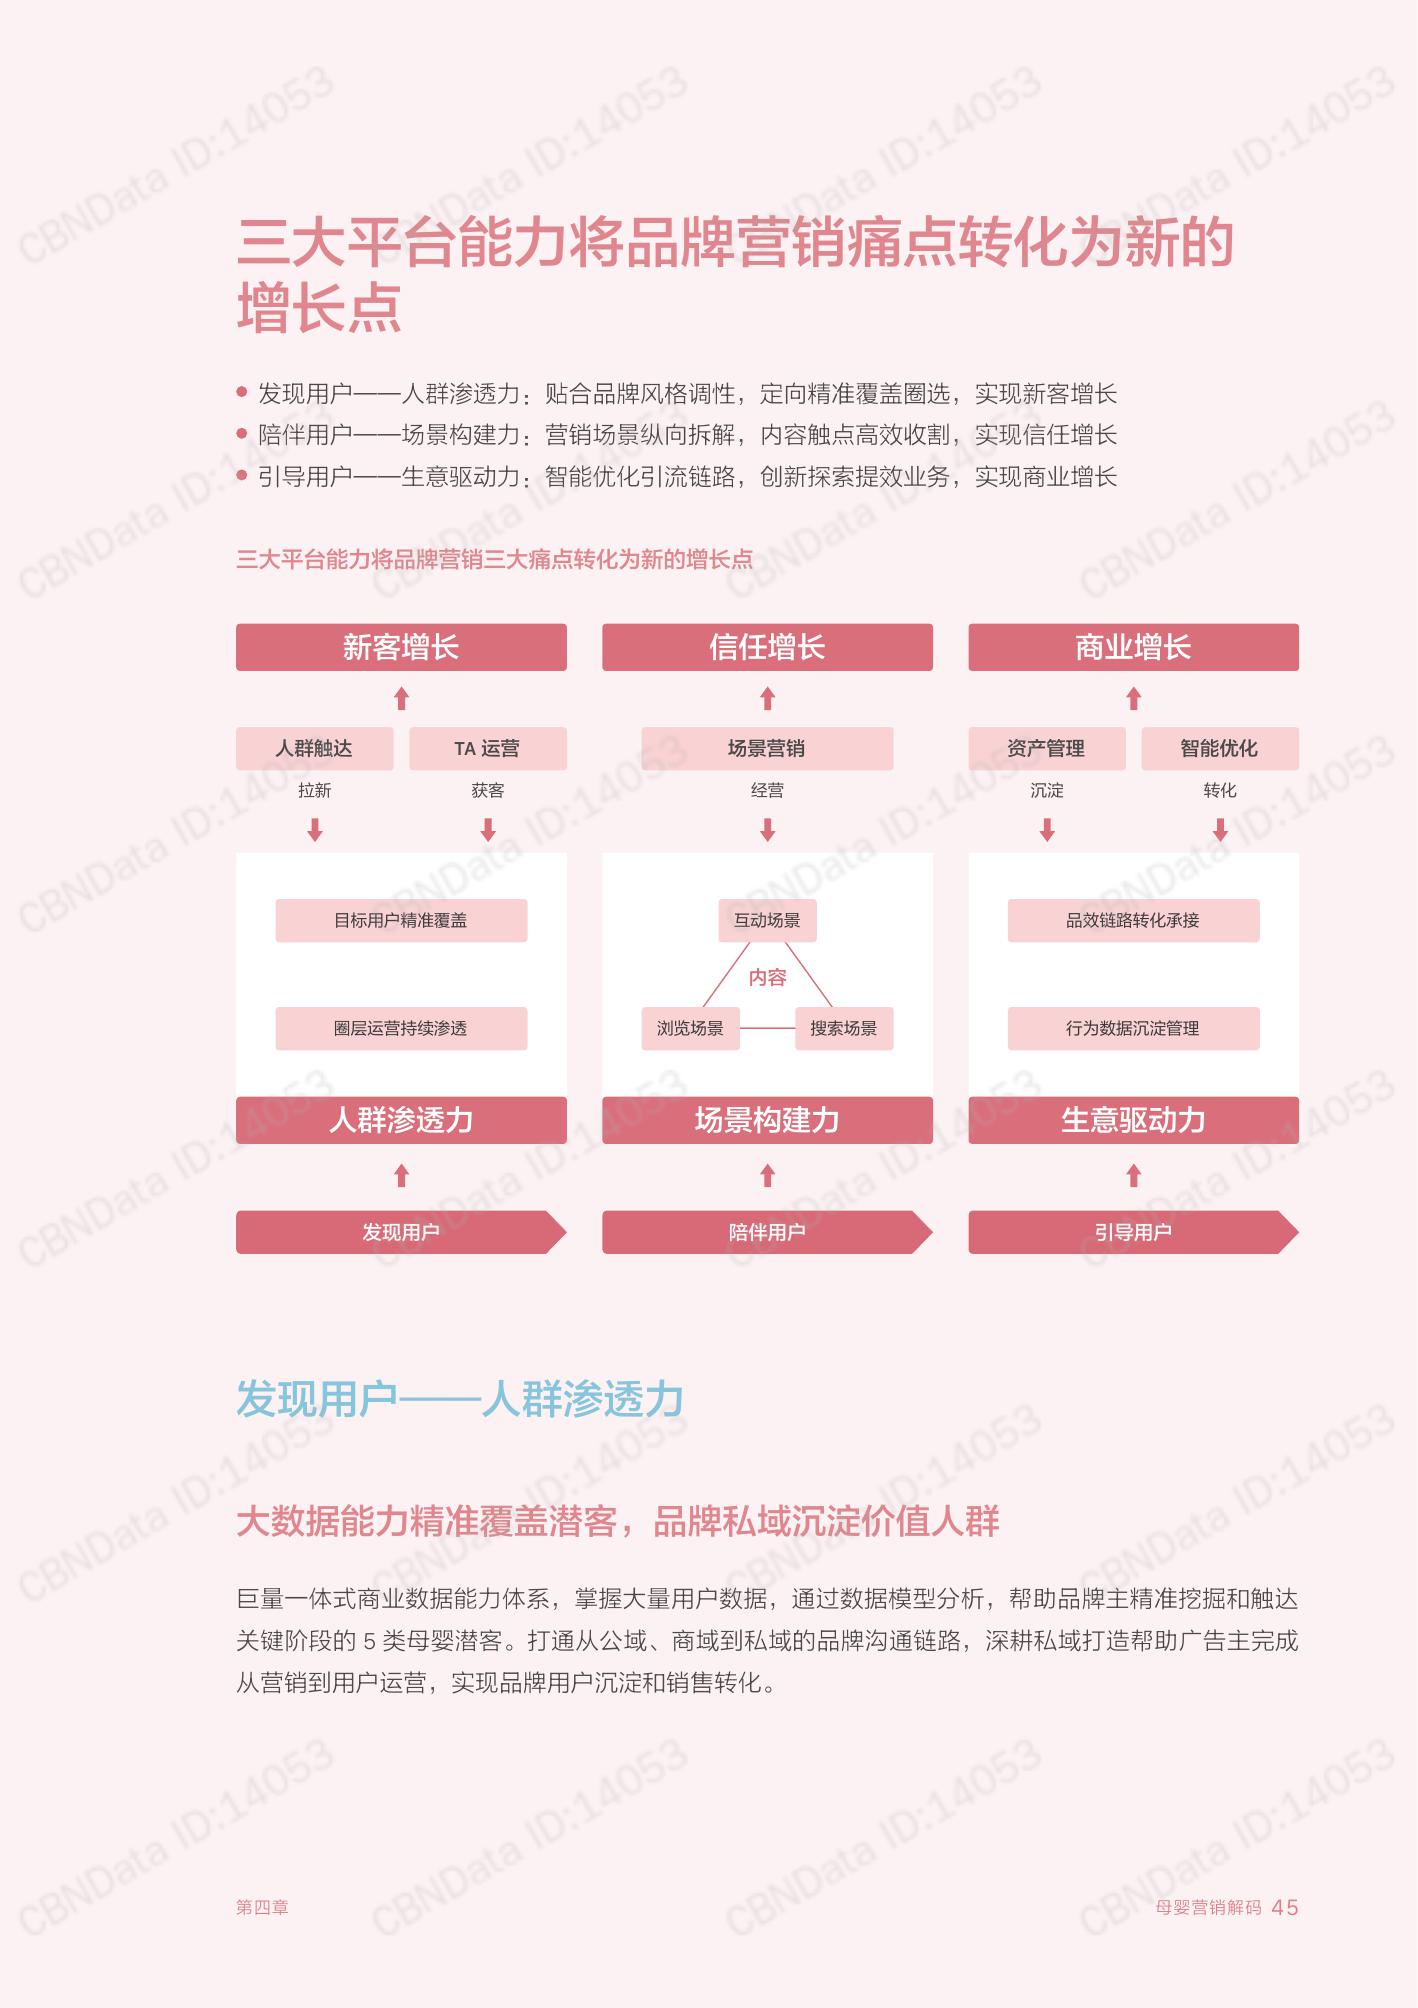 三大平台能力将品牌营销痛点转化为新的
增长点
发现用户——人群渗透力：贴合品牌风格调性，定向精准覆盖圈选，实现新客增长
陪伴用户——场景构建力：营销场景纵向拆解，内容触点高效收割，实现信任增长
引导用户——生意驱动力：智能优化引流链路，创新探索提效业务，实现商业增长
三大平台能力将品牌营销三大痛点转化为新的增长点
新客增长
信任增长
商业增长
人群触达
TA 运营
场景营销
资产管理
智能优化
拉新
获客
经营
沉淀
转化
目标用户精准覆盖
互动场景
品效链路转化承接
内容
圈层运营持续渗透
浏览场景
搜索场景
行为数据沉淀管理
人群渗透力
场景构建力
生意驱动力
发现用户
陪伴用户
引导用户
发现用户——人群渗透力
大数据能力精准覆盖潜客，品牌私域沉淀价值人群
巨量一体式商业数据能力体系，掌握大量用户数据，通过数据模型分析，帮助品牌主精准挖掘和触达
关键阶段的 5 类母婴潜客。打通从公域、商域到私域的品牌沟通链路，深耕私域打造帮助广告主完成
从营销到用户运营，实现品牌用户沉淀和销售转化。
第四章
母婴营销解码 45
CBNData ID:14053